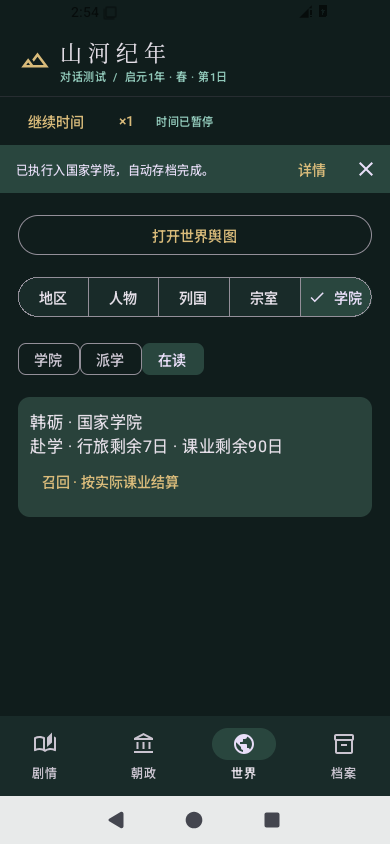 2:54
山河纪年
对话测试 / 启元1年 · 春 · 第1日
继续时间 ×1 时间已暂停
已执行入国家学院，自动存档完成。 详情
打开世界舆图
地区 人物 列国 宗室 学院
学院 派学 在读
韩砺 · 国家学院
赴学 · 行旅剩余7日 · 课业剩余90日
召回 · 按实际课业结算
剧情 朝政 世界 档案